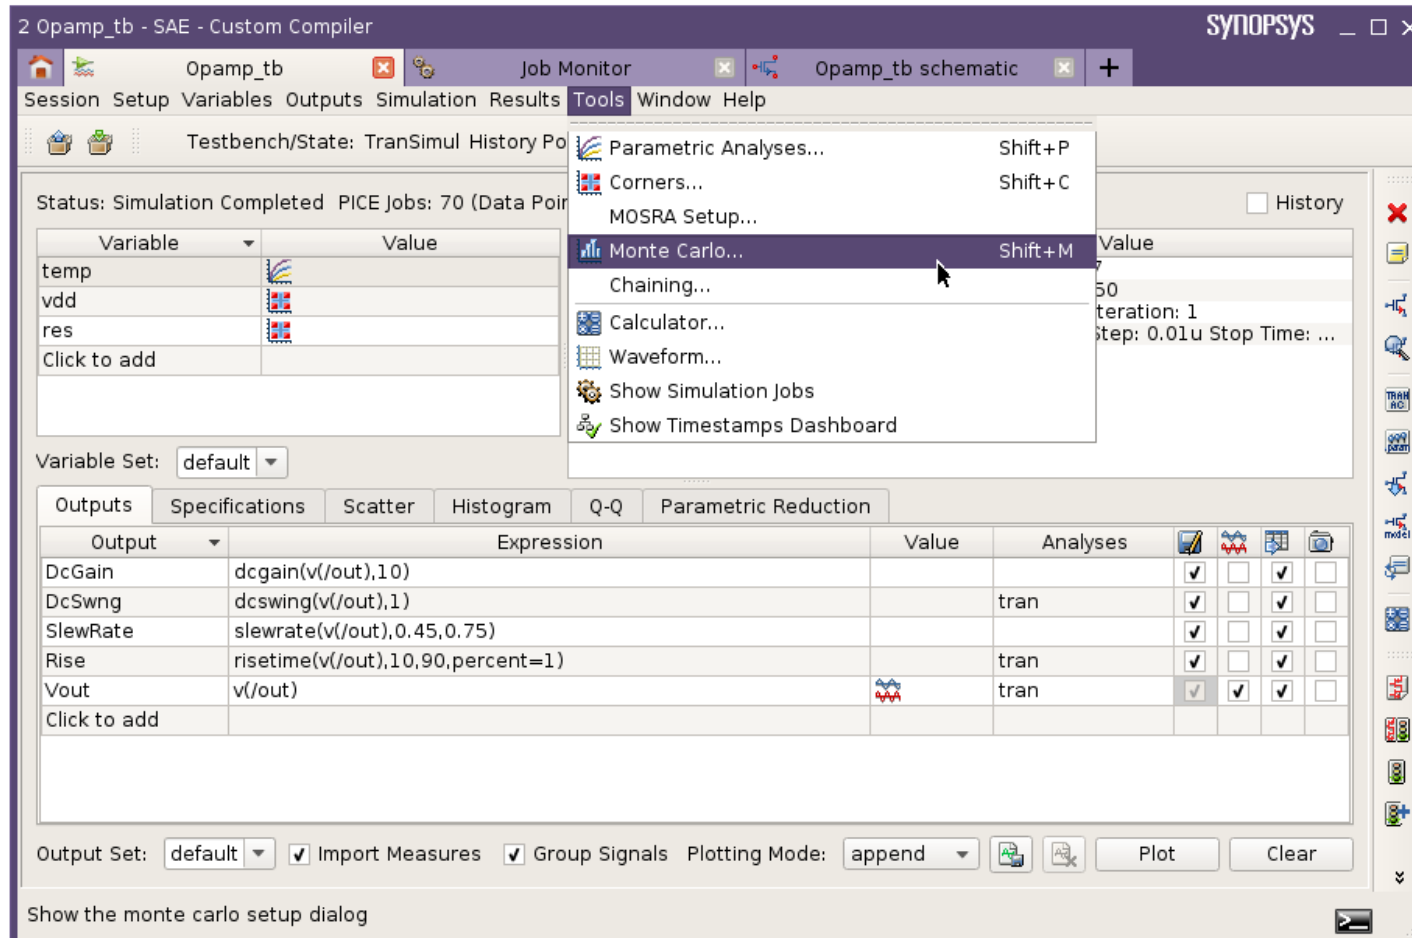 2 Opamp_tb - SAE - Custom Compiler
SYNOPSYS
Opamp_tb
Job Monitor
Opamp_tb schematic
Session Setup Variables Outputs Simulation Results Tools Window Help
Testbench/State: TranSimul History Po
Parametric Analyses... Shift+P
Corners... Shift+C
MOSRA Setup...
Monte Carlo... Shift+M
Chaining...
Calculator...
Waveform...
Show Simulation Jobs
Show Timestamps Dashboard
Status: Simulation Completed PICE Jobs: 70 (Data Poin
History
Variable Value
temp
vdd
res
Click to add
Value
7
50
teration: 1
Step: 0.01u Stop Time: ...
Variable Set: default
Outputs Specifications Scatter Histogram Q-Q Parametric Reduction
Output Expression Value Analyses
DcGain dcgain(v(/out),10)
DcSwng dcswing(v(/out),1) tran
SlewRate slewrate(v(/out),0.45,0.75)
Rise risetime(v(/out),10,90,percent=1) tran
Vout v(/out) tran
Click to add
Output Set: default Import Measures Group Signals Plotting Mode: append Plot Clear
Show the monte carlo setup dialog
TRAN
AC
param
model